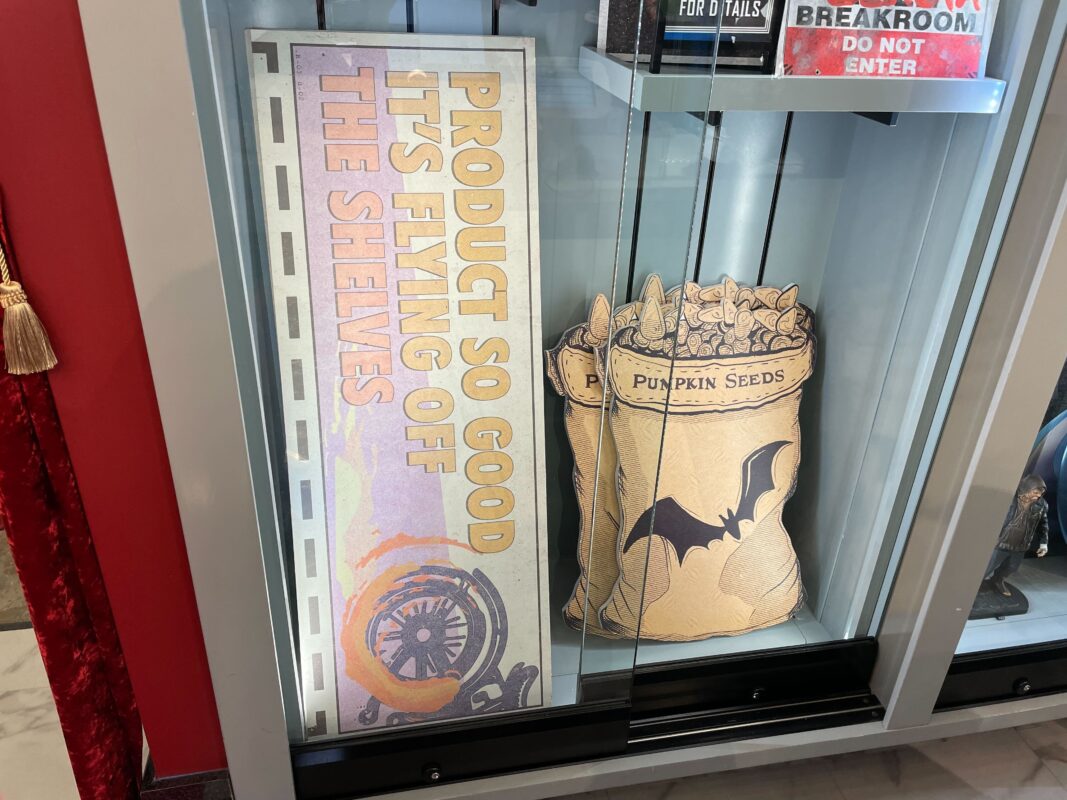 FOR DETAILS
BREAKROOM
DO NOT
ENTER
PRODUCT SO GOOD
IT'S FLYING OFF
THE SHELVES
P
PUMPKIN SEEDS